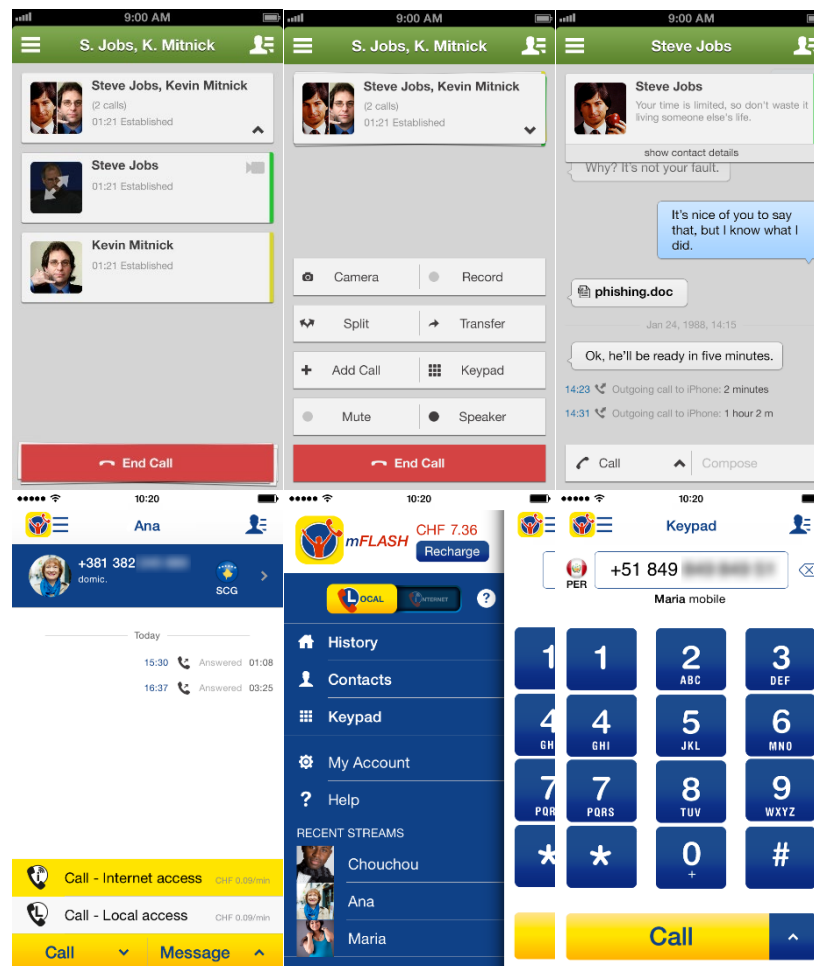 9:00 AM
S. Jobs, K. Mitnick
Steve Jobs, Kevin Mitnick
(2 calls)
01:21 Established
Steve Jobs
01:21 Established
Kevin Mitnick
01:21 Established
End Call
9:00 AM
S. Jobs, K. Mitnick
Steve Jobs, Kevin Mitnick
(2 calls)
01:21 Established
Camera
Record
Split
Transfer
Add Call
Keypad
Mute
Speaker
End Call
9:00 AM
Steve Jobs
Steve Jobs
Your time is limited, so don't waste it
living someone else's life.
show contact details
Why? It's not your fault.
It's nice of you to say
that, but I know what I
did.
phishing.doc
Jan 24, 1988, 14:15
Ok, he'll be ready in five minutes.
14:23 Outgoing call to iPhone: 2 minutes
14:31 Outgoing call to iPhone: 1 hour 2 m
Call
Compose
10:20
Ana
+381 382
domic.
SCG
Today
15:30 Answered 01:08
16:37 Answered 03:25
Call - Internet access CHF 0.09/min
Call - Local access CHF 0.09/min
Call
Message
10:20
mFLASH
CHF 7.36
Recharge
LOCAL
INTERNET
?
History
Contacts
Keypad
My Account
? Help
RECENT STREAMS
Chouchou
Ana
Maria
1
4
GH
7
PQR
*
10:20
Keypad
PER
+51 849
Maria mobile
1
2
ABC
3
DEF
4
GHI
5
JKL
6
MNO
7
PQRS
8
TUV
9
WXYZ
*
0
+
#
Call